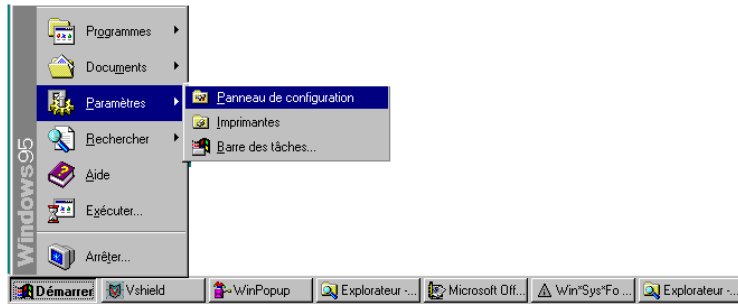 Programmes
Documents
Paramètres
Panneau de configuration
Imprimantes
Barre des tâches...
Rechercher
Aide
Exécuter...
Arrêter...
Windows95
Démarrer Vshield WinPopup Explorateur -... Microsoft Off... Win*Sys*Fo ... Explorateur -...